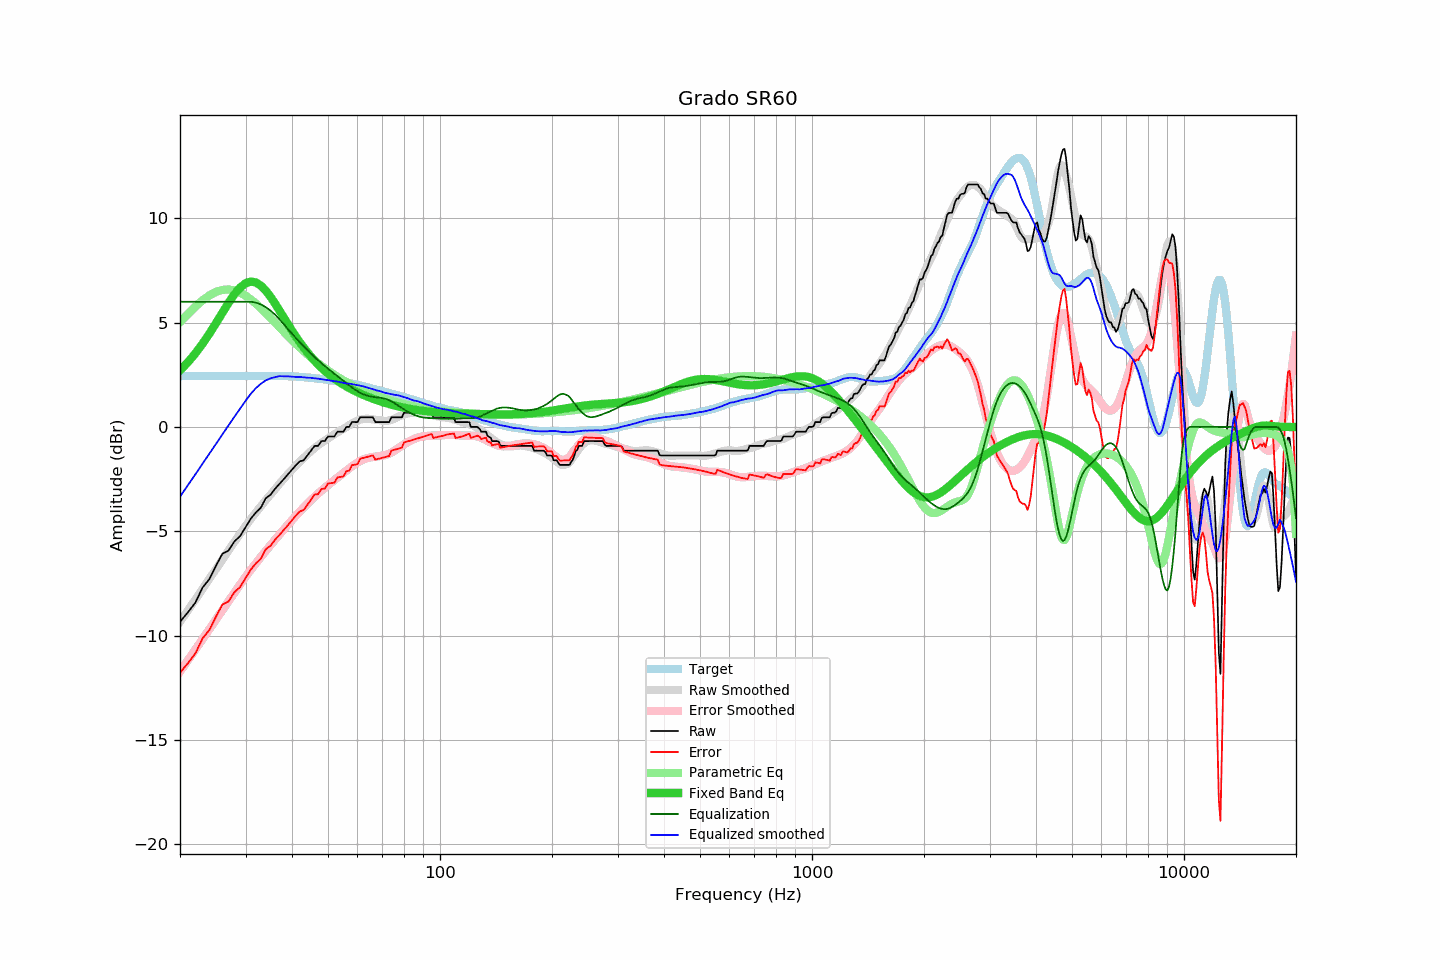 Grado SR60
Amplitude (dBr)
10
5
0
−5
−10
−15
−20
Target
Raw Smoothed
Error Smoothed
Raw
Error
Parametric Eq
Fixed Band Eq
Equalization
Equalized smoothed
100
1000
10000
Frequency (Hz)